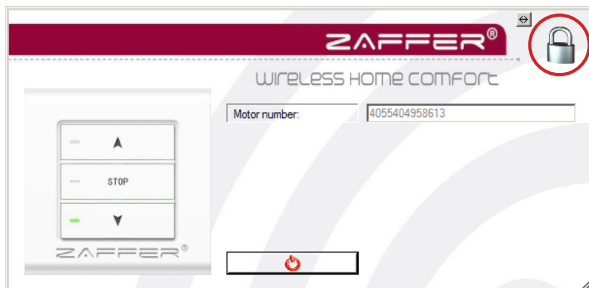 ZAFFER®
WIRELESS HOME COMFORT
Motor number: 4055404958613
STOP
ZAFFER®